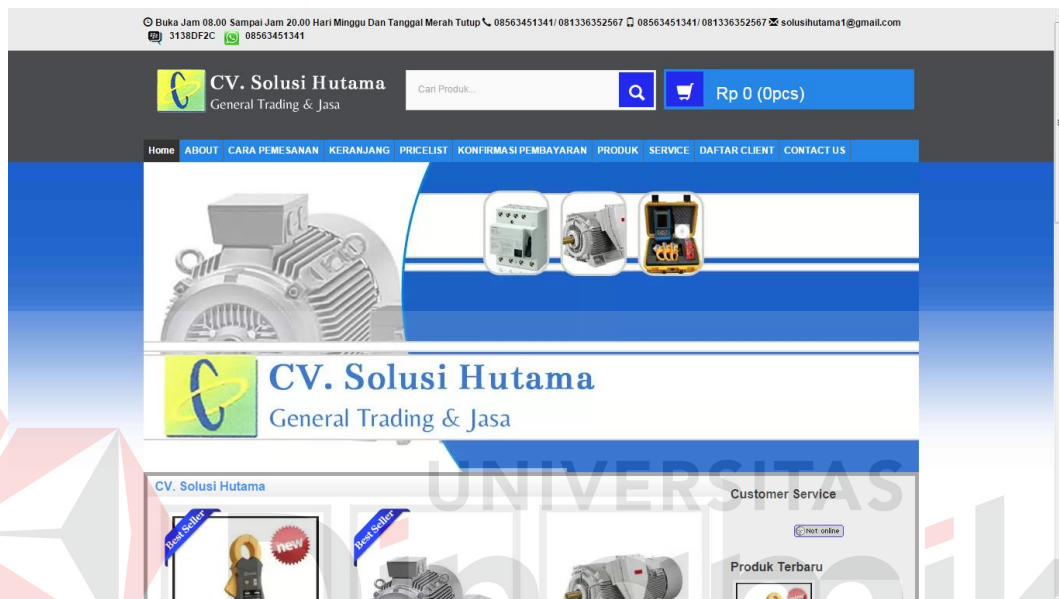 Buka Jam 08.00 Sampai Jam 20.00 Hari Minggu Dan Tanggal Merah Tutup 08563451341/ 081336352567 08563451341/ 081336352567 solusihutama1@gmail.com
3138DF2C 08563451341
CV. Solusi Hutama
General Trading & Jasa
Cari Produk...
Rp 0 (0pcs)
Home ABOUT CARA PEMESANAN KERANJANG PRICELIST KONFIRMASI PEMBAYARAN PRODUK SERVICE DAFTAR CLIENT CONTACT US
CV. Solusi Hutama
General Trading & Jasa
UNIVERSITAS
CV. Solusi Hutama
Customer Service
Best Seller
new
Best Seller
Not online
Produk Terbaru